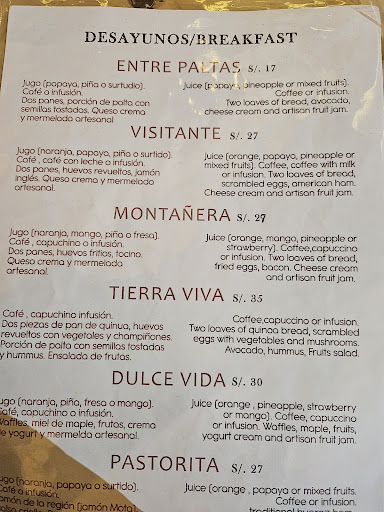 DESAYUNOS/BREAKFAST
ENTRE PALTAS S/. 17
Jugo (papaya, piña o surtudio).
Café o infusión.
Dos panes, porción de palta con
semillas tostadas. Queso crema
y mermelada artesanal
Juice (papaya, pineapple or mixed fruits).
Coffee or infusion.
Two loaves of bread, avocado,
cheese cream and artisan fruit jam.
VISITANTE S/. 27
Jugo (naranja, papaya, piña o surtido).
Café , café con leche o infusión.
Dos panes, huevos revueltos, jamón
inglés. Queso crema y mermelada
artesanal.
Juice (orange, papaya, pineapple or
mixed fruits). Coffee, coffee with milk
or infusion. Two loaves of bread,
scrambled eggs, american ham.
Cheese cream and artisan fruit jam.
MONTAÑERA S/. 27
Jugo (naranja, mango, piña o fresa).
Café , capuchino o infusión.
Dos panes, huevos fritos, tocino.
Queso crema y mermelada
artesanal.
Juice (orange, mango, pineapple or
strawberry). Coffee,capuccino
or infusion. Two loaves of bread,
fried eggs, bacon. Cheese cream
and artisan fruit jam.
TIERRA VIVA S/. 35
Café , capuchino infusión.
Dos piezas de pan de quinua, huevos
revueltos con vegetales y champiñones.
Porción de palta con semillas tostadas
y hummus. Ensalada de frutas.
Coffee,capuccino or infusion.
Two loaves of quinoa bread, scrambled
eggs with vegetables and mushrooms.
Avocado, hummus, Fruits salad.
DULCE VIDA S/. 30
Jugo (naranja, piña, fresa o mango).
Café, capuchino o infusión.
Waffles, miel de maple, frutas, crema
de yogurt y mermelda artesanal.
Juice (orange , pineapple, strawberry
or mango). Coffee, capuccino
or infusion. Waffles, maple, fruits,
yogurt cream and artisan fruit jam.
PASTORITA S/. 27
Jugo (naranja, papaya o surtido).
Café o infusión.
Jamón de la región (jamón Mota).
Juice (orange , papaya or mixed fruits.
Coffee or infusion.